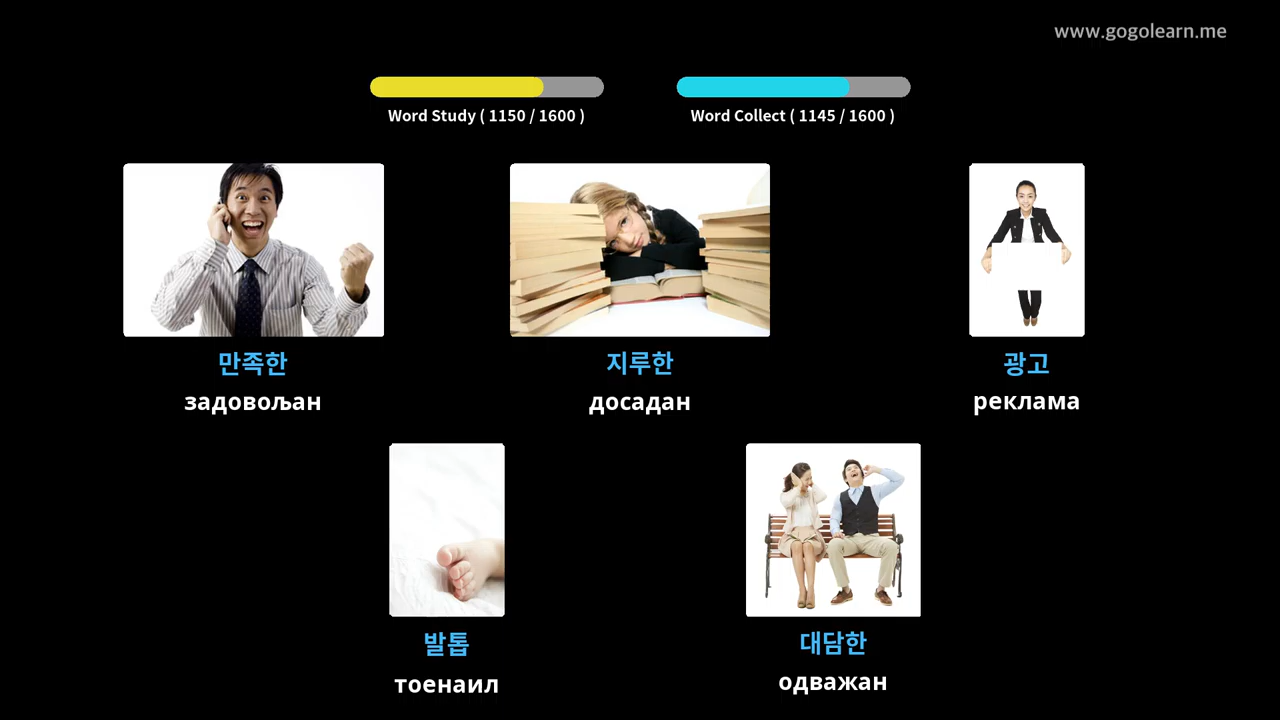 www.gogolearn.me
Word Study ( 1150 / 1600 )
Word Collect ( 1145 / 1600 )
만족한
задовољан
지루한
досадан
광고
реклама
발톱
тоенаил
대담한
одважан